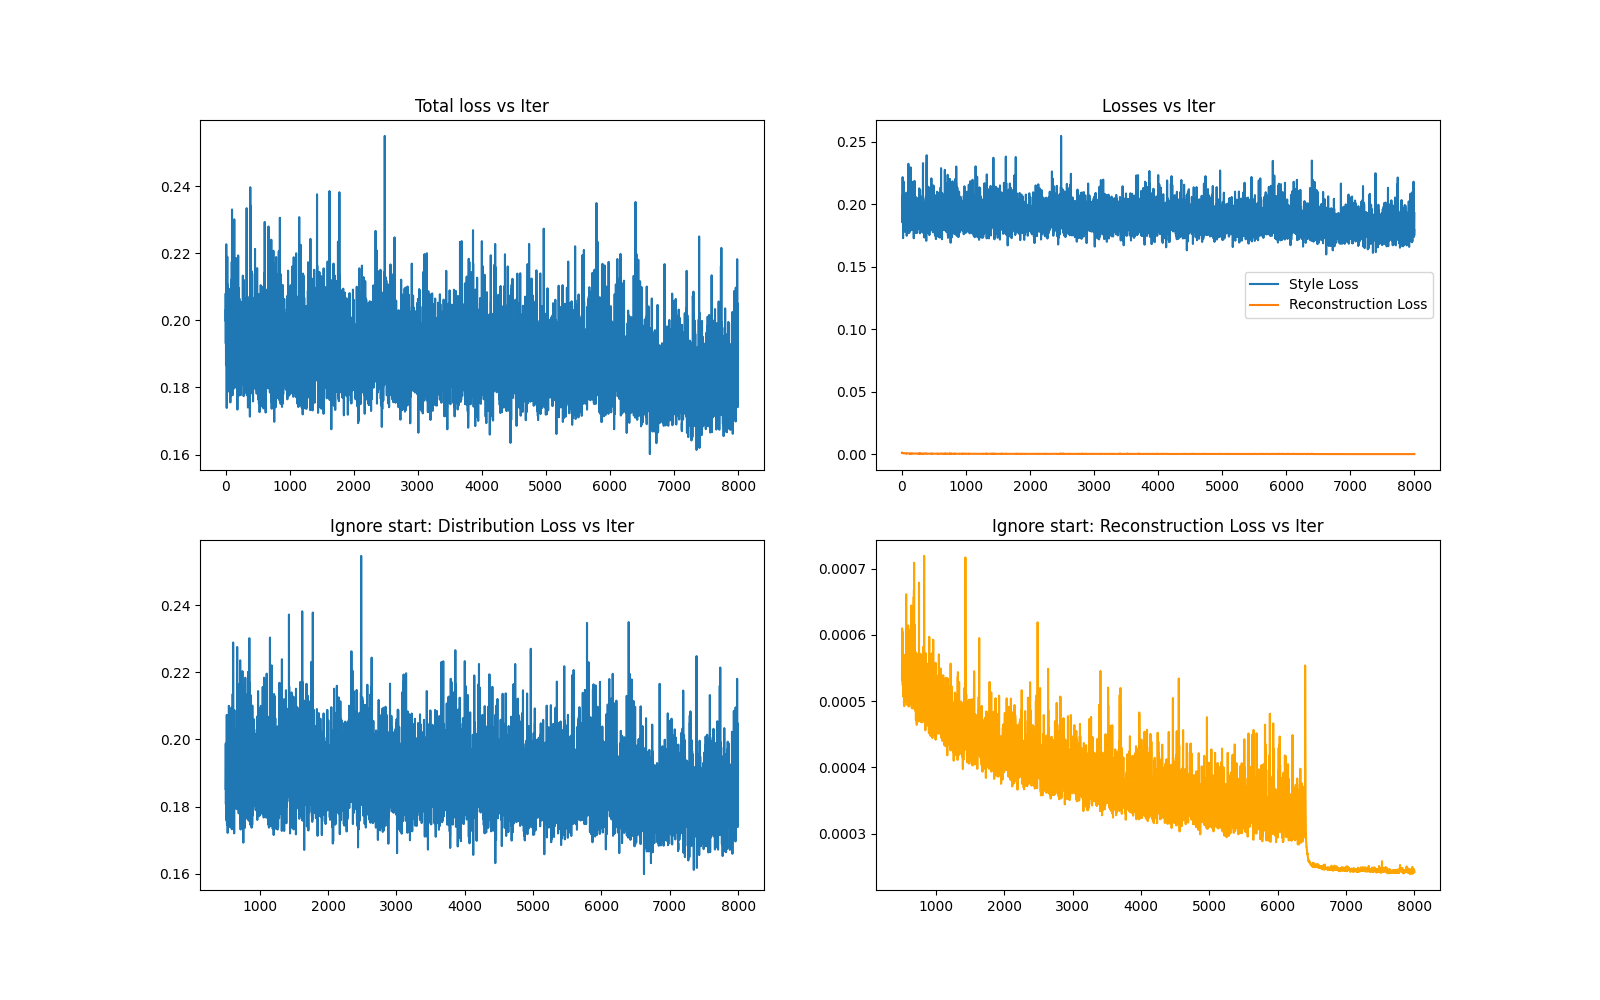 Total loss vs Iter
0.24
0.22
0.20
0.18
0.16
0 1000 2000 3000 4000 5000 6000 7000 8000
Losses vs Iter
0.25
0.20
0.15
0.10
0.05
0.00
Style Loss
Reconstruction Loss
0 1000 2000 3000 4000 5000 6000 7000 8000
Ignore start: Distribution Loss vs Iter
0.24
0.22
0.20
0.18
0.16
1000 2000 3000 4000 5000 6000 7000 8000
Ignore start: Reconstruction Loss vs Iter
0.0007
0.0006
0.0005
0.0004
0.0003
1000 2000 3000 4000 5000 6000 7000 8000